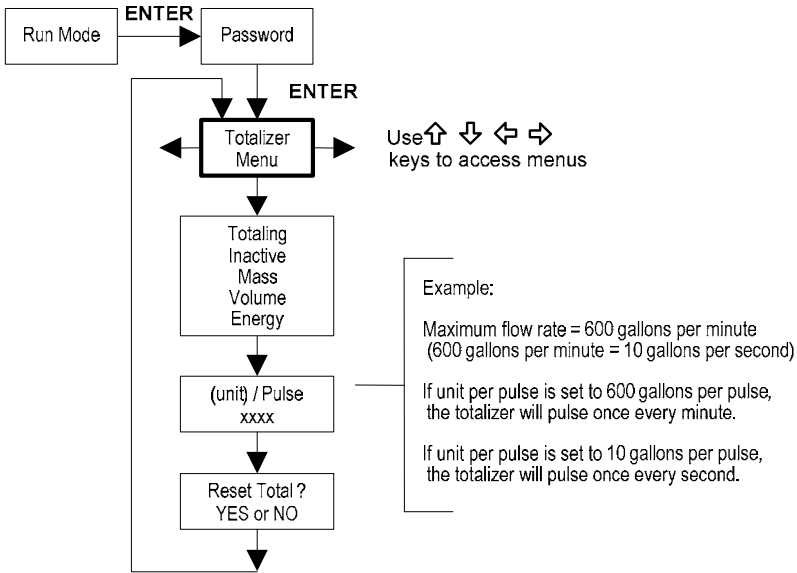 ENTER
Run Mode
Password
ENTER
Totalizer
Menu
Use
keys to access menus
Totaling
Inactive
Mass
Volume
Energy
(unit) / Pulse
xxxx
Reset Total ?
YES or NO
Example:
Maximum flow rate = 600 gallons per minute
(600 gallons per minute = 10 gallons per second)
If unit per pulse is set to 600 gallons per pulse,
the totalizer will pulse once every minute.
If unit per pulse is set to 10 gallons per pulse,
the totalizer will pulse once every second.